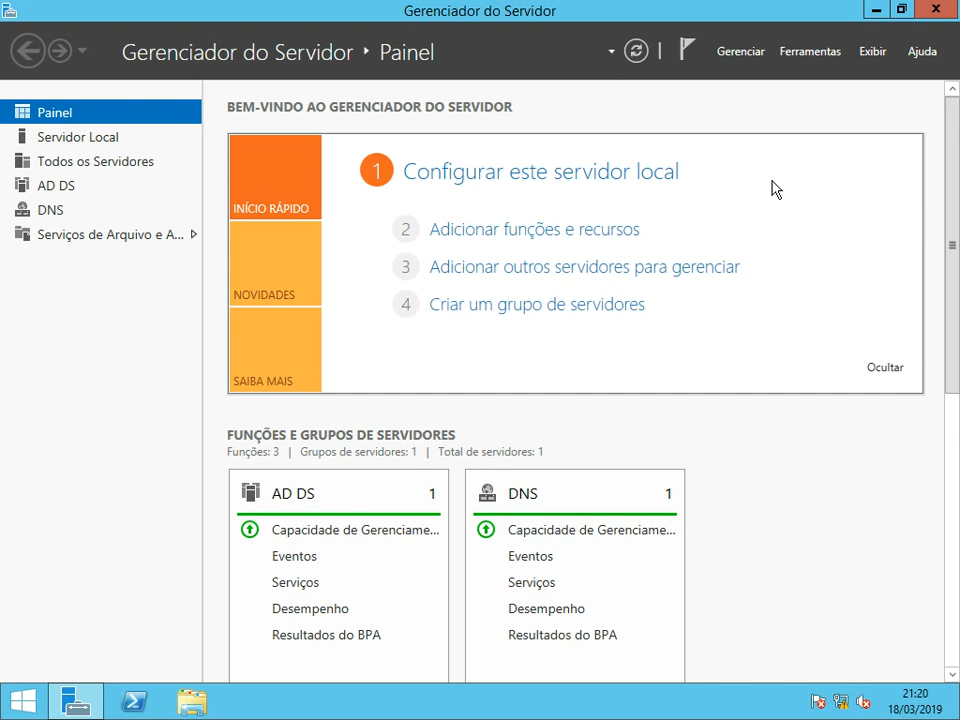 Gerenciador do Servidor
Gerenciador do Servidor ‣ Painel
Gerenciar
Ferramentas
Exibir
Ajuda
Painel
Servidor Local
Todos os Servidores
AD DS
DNS
Serviços de Arquivo e A...
BEM-VINDO AO GERENCIADOR DO SERVIDOR
INÍCIO RÁPIDO
NOVIDADES
SAIBA MAIS
1 Configurar este servidor local
2 Adicionar funções e recursos
3 Adicionar outros servidores para gerenciar
4 Criar um grupo de servidores
Ocultar
FUNÇÕES E GRUPOS DE SERVIDORES
Funções: 3 | Grupos de servidores: 1 | Total de servidores: 1
AD DS 1
Capacidade de Gerenciame...
Eventos
Serviços
Desempenho
Resultados do BPA
DNS 1
Capacidade de Gerenciame...
Eventos
Serviços
Desempenho
Resultados do BPA
21:20
18/03/2019